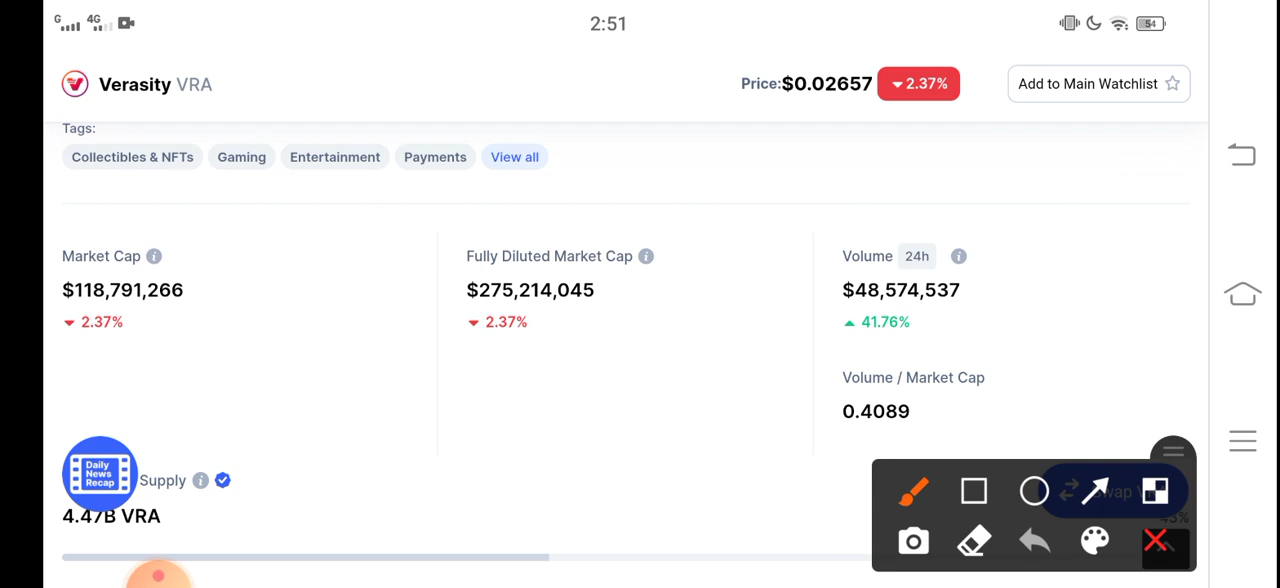 G 4G 2:51 54
Verasity VRA Price:$0.02657 2.37% Add to Main Watchlist
Tags:
Collectibles & NFTs Gaming Entertainment Payments View all
Market Cap Fully Diluted Market Cap Volume 24h
$118,791,266 $275,214,045 $48,574,537
2.37% 2.37% 41.76%
Volume / Market Cap
0.4089
Daily
News
Recap
Supply
4.47B VRA